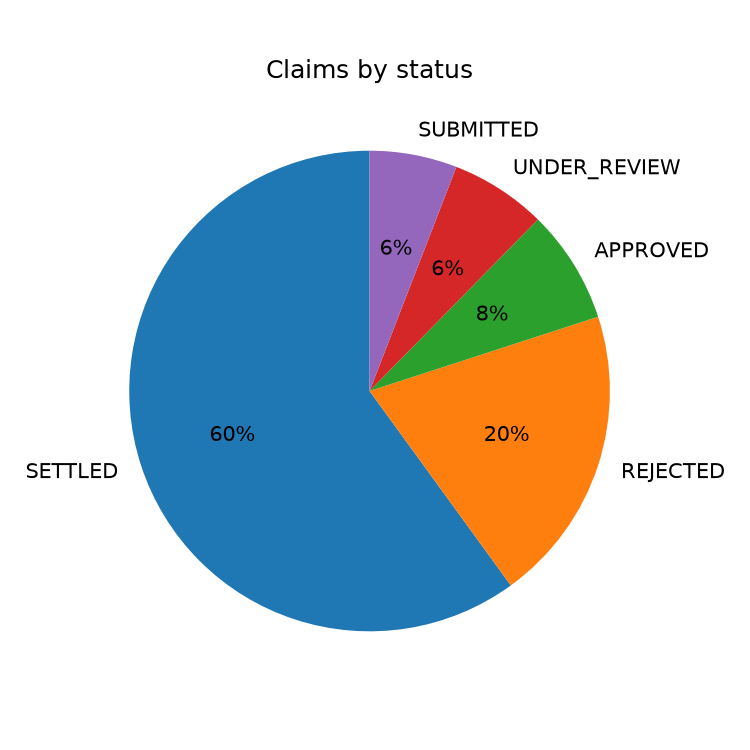 Claims by status
SUBMITTED
UNDER_REVIEW
APPROVED
6%
6%
8%
60%
20%
SETTLED
REJECTED